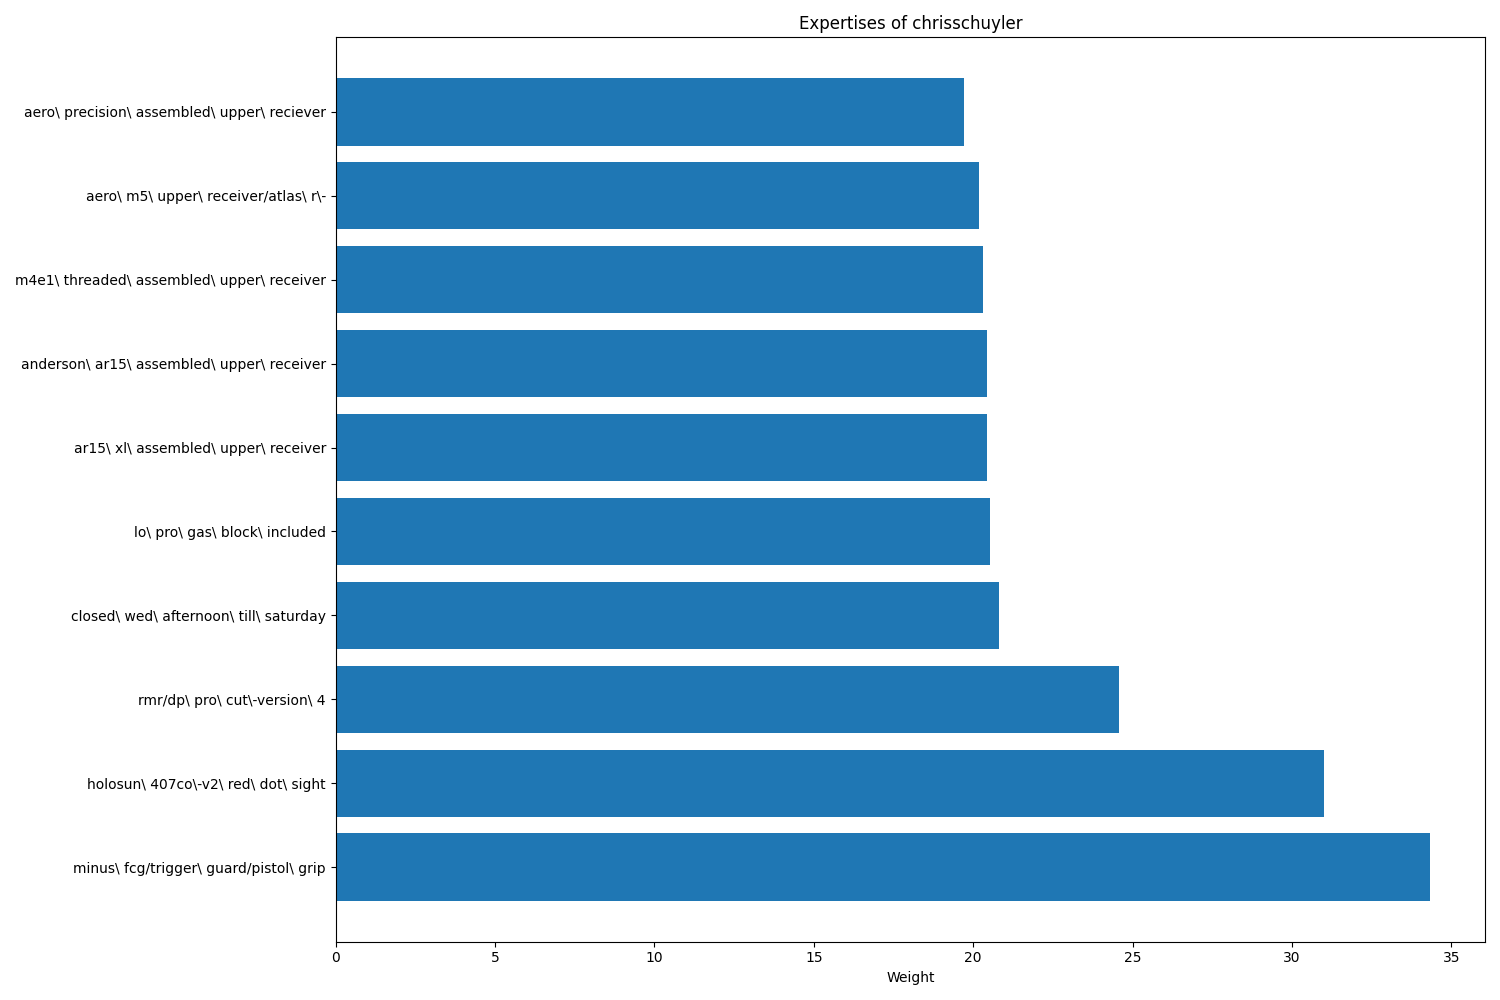 Expertises of chrisschuyler
aero\ precision\ assembled\ upper\ reciever
aero\ m5\ upper\ receiver/atlas\ r\-
m4e1\ threaded\ assembled\ upper\ receiver
anderson\ ar15\ assembled\ upper\ receiver
ar15\ xl\ assembled\ upper\ receiver
lo\ pro\ gas\ block\ included
closed\ wed\ afternoon\ till\ saturday
rmr/dp\ pro\ cut\-version\ 4
holosun\ 407co\-v2\ red\ dot\ sight
minus\ fcg/trigger\ guard/pistol\ grip
0 5 10 15 20 25 30 35
Weight